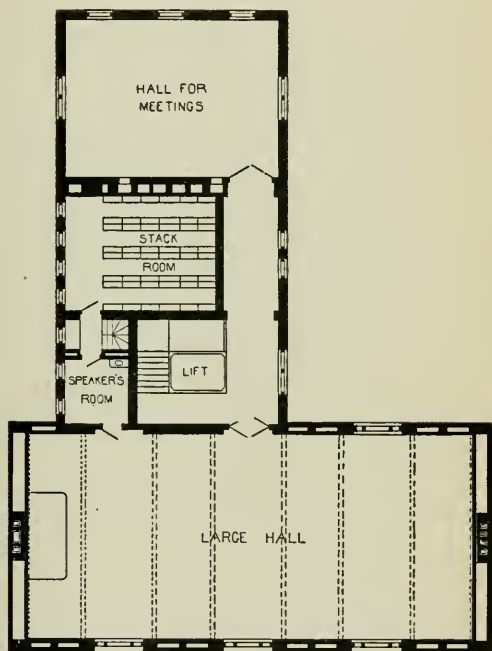 HALL FOR
MEETINGS
STACK
ROOM
LIFT
SPEAKER'S
ROOM
LARGE HALL